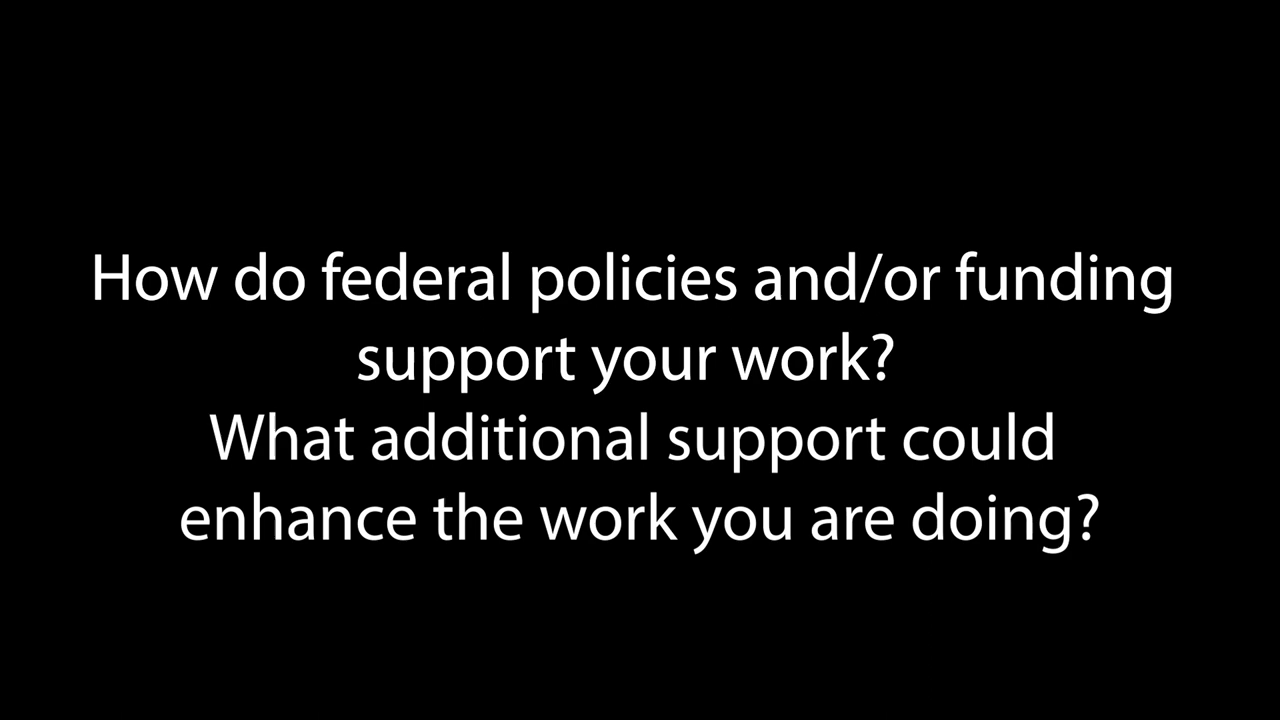 How do federal policies and/or funding
support your work?
What additional support could
enhance the work you are doing?